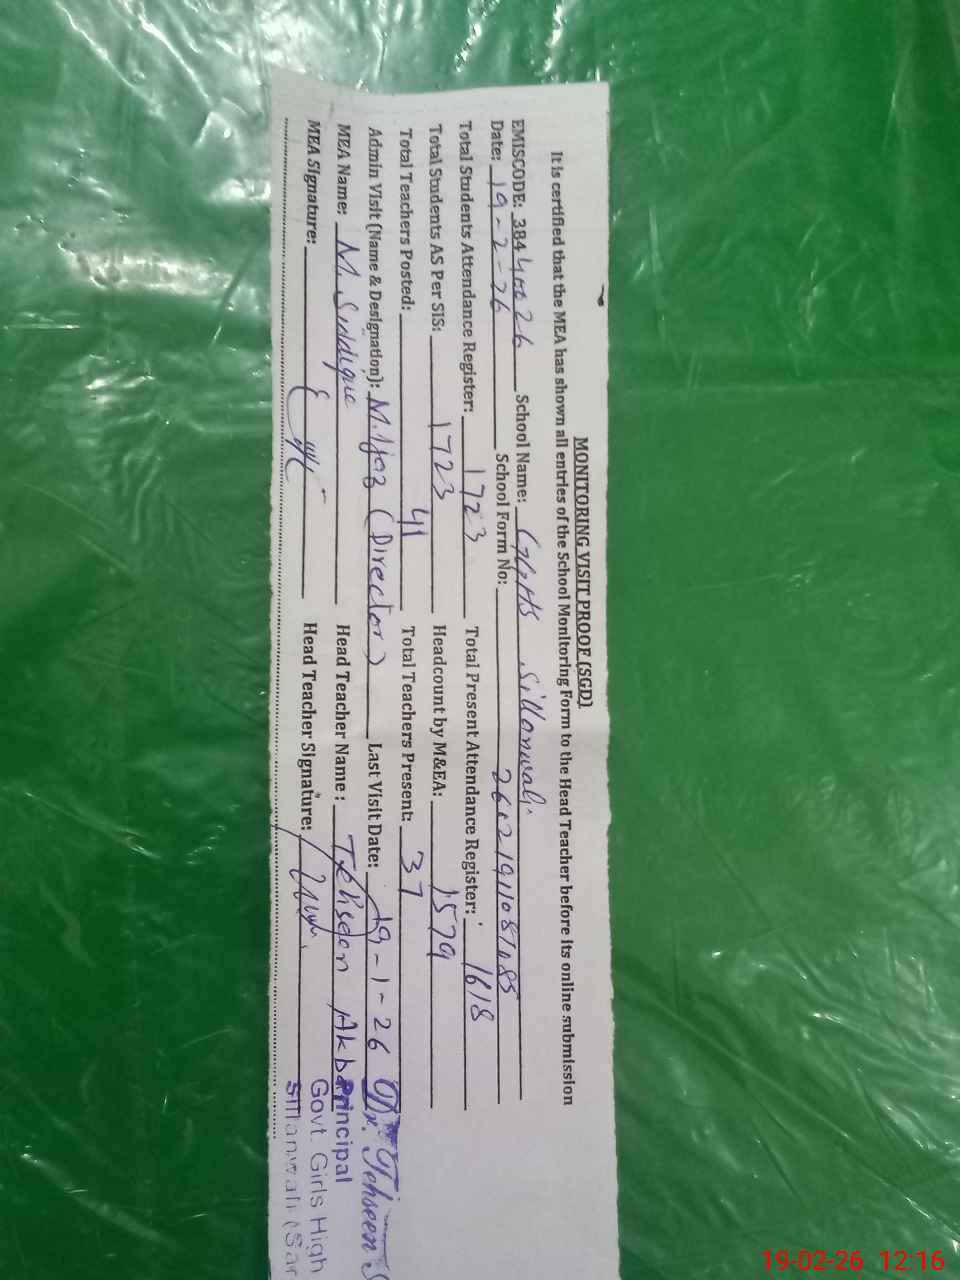 MONITORING VISIT PROOF (SGD)
It is certified that the MEA has shown all entries of the School Monitoring Form to the Head Teacher before its online submission
EMISCODE: 38440026 School Name: GGHS Sillanwali
Date: 19-2-26 School Form No:
Total Students Attendance Register: 1723 Total Present Attendance Register: 1618
Total Students AS Per SIS: 1723 Headcount by M&EA: 1579
Total Teachers Posted: 41 Total Teachers Present: 37
Admin Visit (Name & Designation): M. Ijaz (Director) Last Visit Date: 19-1-26
MEA Name: M. Siddique Head Teacher Name: Tehseen Akbar
MEA Signature: Head Teacher Signature:
Dr. Tehseen
Principal
Govt. Girls High
Sillanwali (Sar
19-02-26 12:16